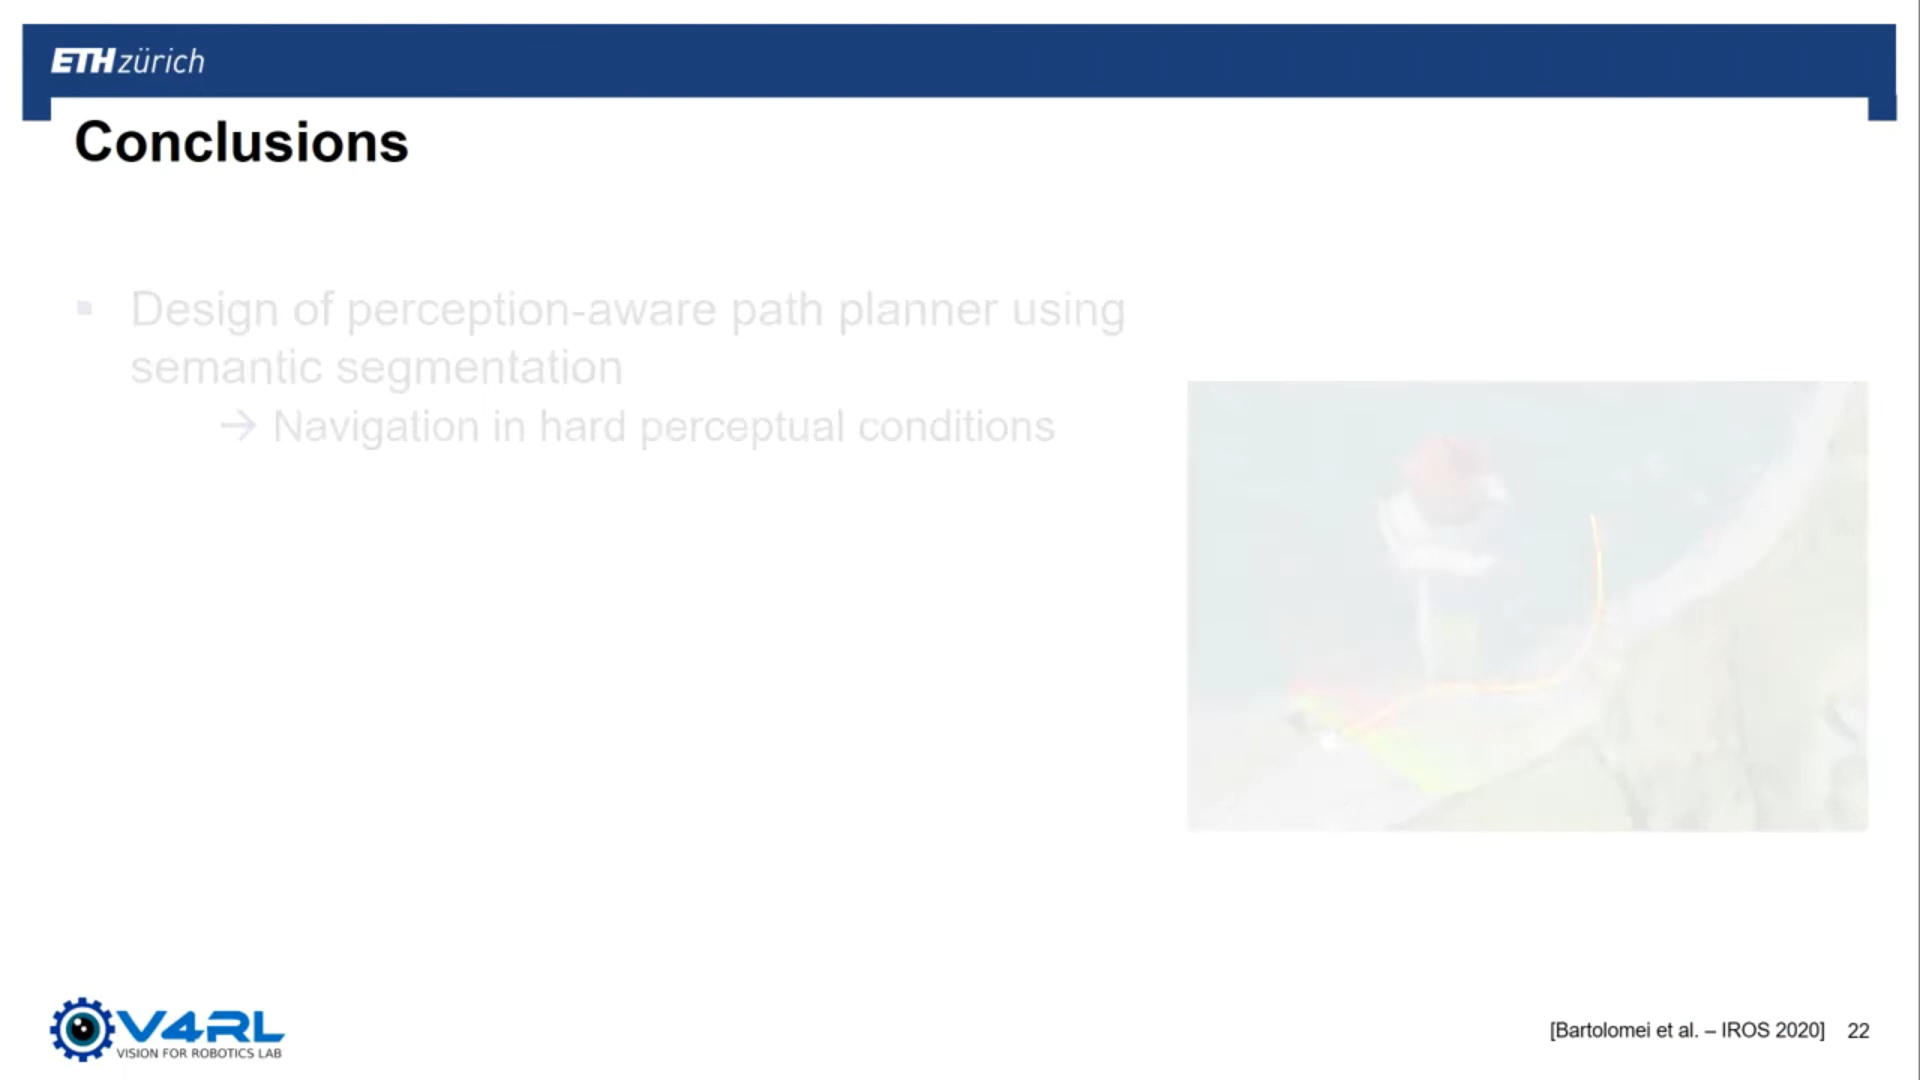 ETH zürich
Conclusions
▪ Design of perception-aware path planner using
semantic segmentation
→ Navigation in hard perceptual conditions
V4RL
VISION FOR ROBOTICS LAB
[Bartolomei et al. – IROS 2020] 22